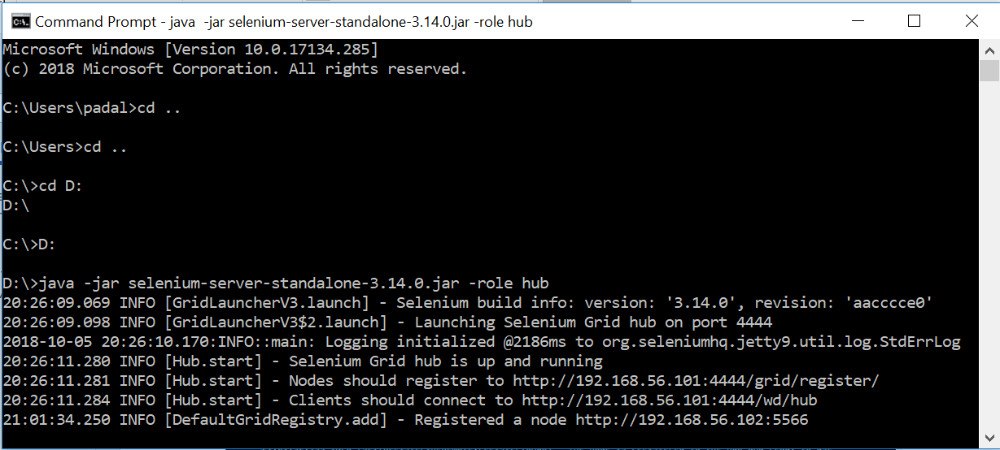 Command Prompt - java  -jar selenium-server-standalone-3.14.0.jar -role hub
Microsoft Windows [Version 10.0.17134.285]
(c) 2018 Microsoft Corporation. All rights reserved.
C:\Users\padal>cd ..
C:\Users>cd ..
C:\>cd D:
D:\
C:\>D:
D:\>java -jar selenium-server-standalone-3.14.0.jar -role hub
20:26:09.069 INFO [GridLauncherV3.launch] - Selenium build info: version: '3.14.0', revision: 'aacccce0'
20:26:09.098 INFO [GridLauncherV3$2.launch] - Launching Selenium Grid hub on port 4444
2018-10-05 20:26:10.170:INFO::main: Logging initialized @2186ms to org.seleniumhq.jetty9.util.log.StdErrLog
20:26:11.280 INFO [Hub.start] - Selenium Grid hub is up and running
20:26:11.281 INFO [Hub.start] - Nodes should register to http://192.168.56.101:4444/grid/register/
20:26:11.284 INFO [Hub.start] - Clients should connect to http://192.168.56.101:4444/wd/hub
21:01:34.250 INFO [DefaultGridRegistry.add] - Registered a node http://192.168.56.102:5566